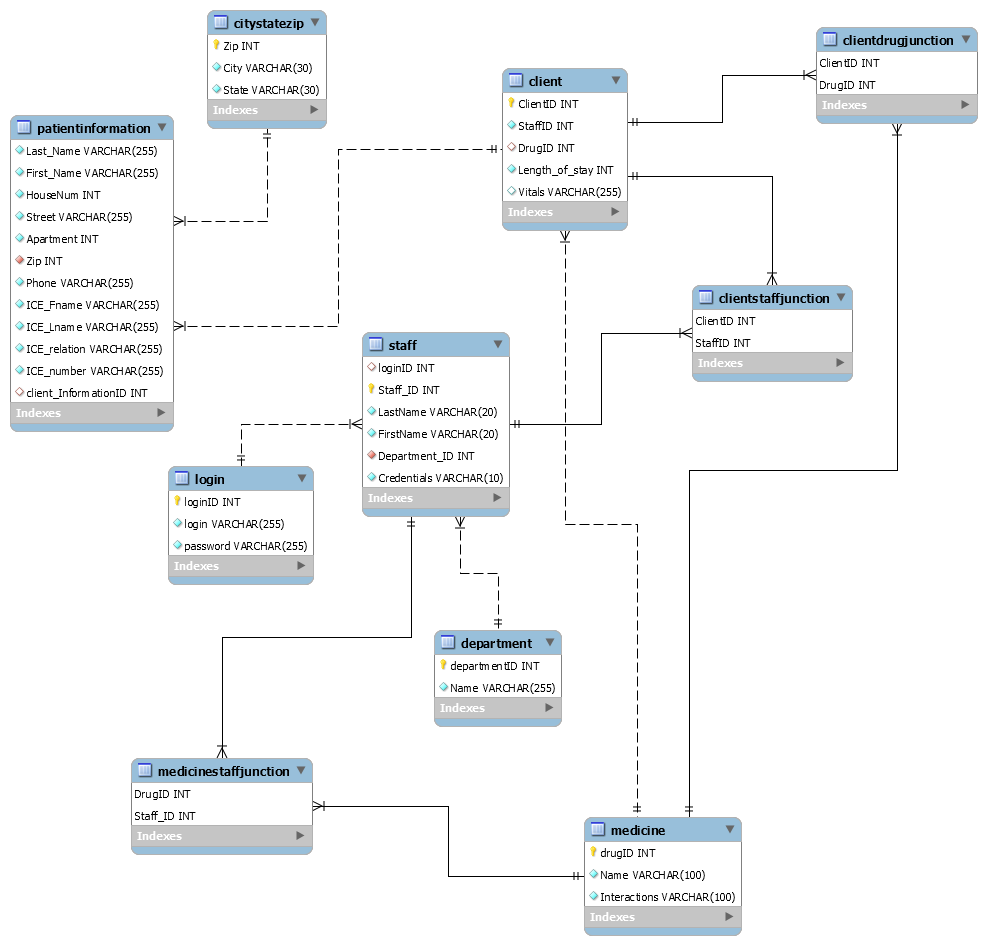 citystatezip
Zip INT
City VARCHAR(30)
State VARCHAR(30)
Indexes
patientinformation
Last_Name VARCHAR(255)
First_Name VARCHAR(255)
HouseNum INT
Street VARCHAR(255)
Apartment INT
Zip INT
Phone VARCHAR(255)
ICE_Fname VARCHAR(255)
ICE_Lname VARCHAR(255)
ICE_relation VARCHAR(255)
ICE_number VARCHAR(255)
client_InformationID INT
Indexes
client
ClientID INT
StaffID INT
DrugID INT
Length_of_stay INT
Vitals VARCHAR(255)
Indexes
clientdrugjunction
ClientID INT
DrugID INT
Indexes
clientstaffjunction
ClientID INT
StaffID INT
Indexes
staff
loginID INT
Staff_ID INT
LastName VARCHAR(20)
FirstName VARCHAR(20)
Department_ID INT
Credentials VARCHAR(10)
Indexes
login
loginID INT
login VARCHAR(255)
password VARCHAR(255)
Indexes
department
departmentID INT
Name VARCHAR(255)
Indexes
medicinestaffjunction
DrugID INT
Staff_ID INT
Indexes
medicine
drugID INT
Name VARCHAR(100)
Interactions VARCHAR(100)
Indexes